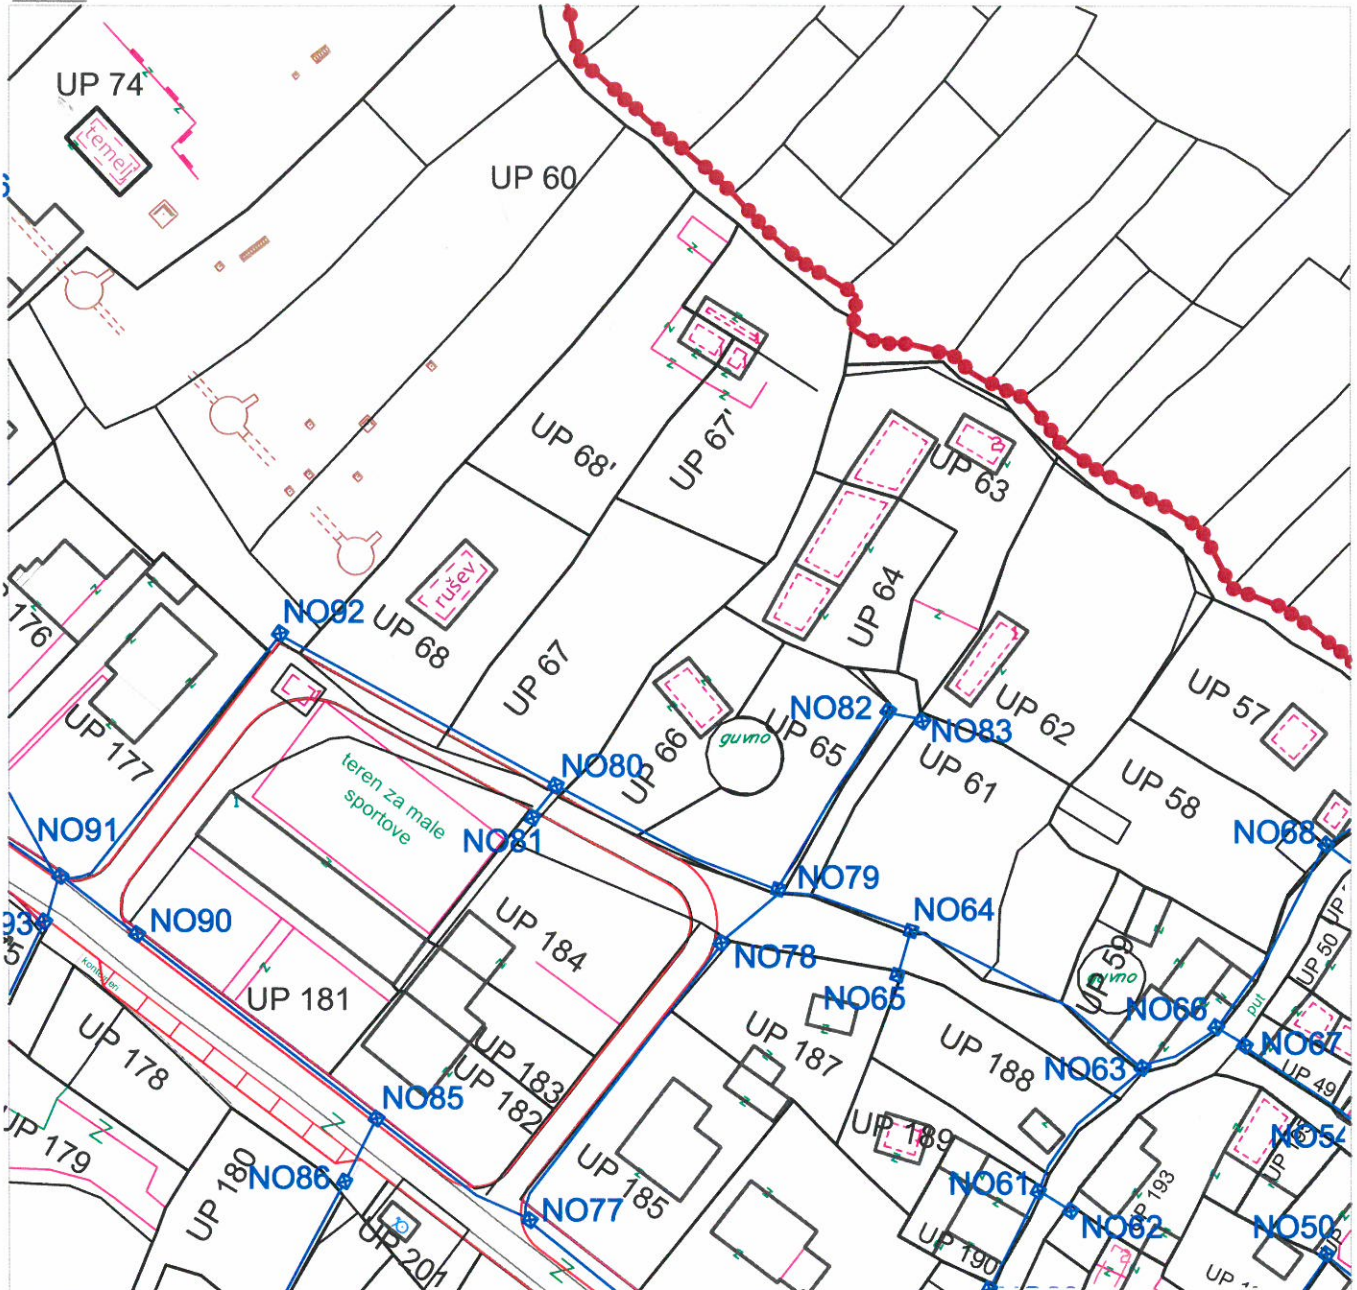 UP 74
temelj
UP 60
UP 68'
UP 67'
UP 63
UP 64
rušev
NO92
UP 68
UP 67
176
UP 177
UP 66
guvno
UP 65
NO82
NO83
UP 62
UP 57
UP 61
UP 58
teren za male
sportove
NO80
NO81
NO91
NO68
NO79
NO90
93
NO64
NO78
UP 184
UP 50
kontejneri
UP 181
NO65
UP 59
guvno
NO66
put
NO67
UP 178
UP 187
UP 188
NO63
UP 49
UP 183
UP 182
NO85
UP 179
UP 189
NO54
UP 180
NO86
UP 185
NO61
193
NO77
NO62
NO50
UP 201
UP 190